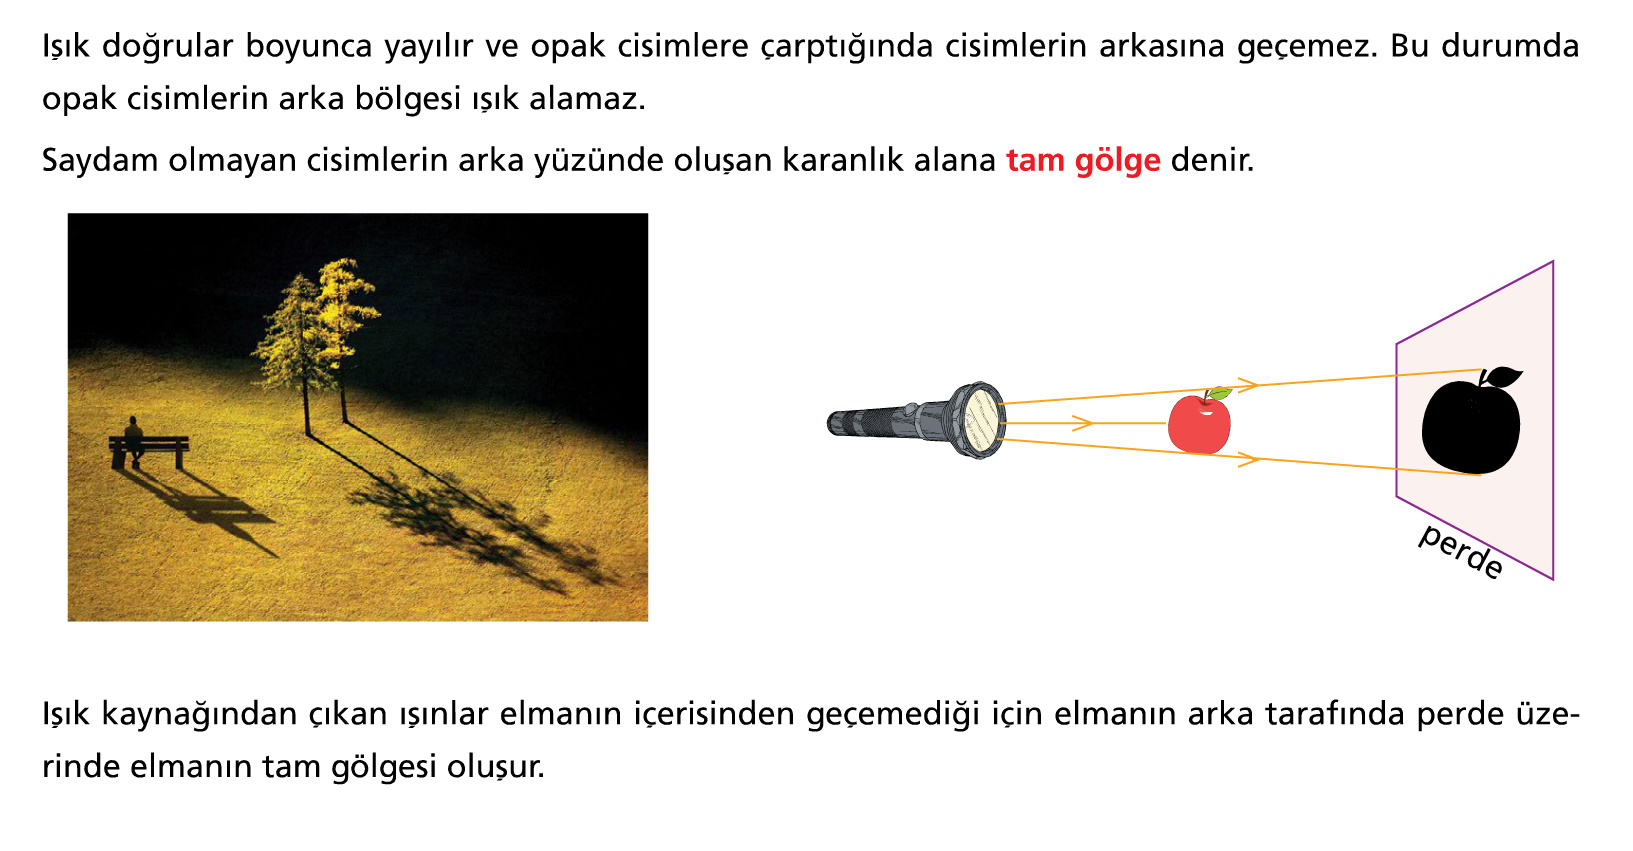 Işık doğrular boyunca yayılır ve opak cisimlere çarptığında cisimlerin arkasına geçemez. Bu durumda
opak cisimlerin arka bölgesi ışık alamaz.
Saydam olmayan cisimlerin arka yüzünde oluşan karanlık alana tam gölge denir.
perde
Işık kaynağından çıkan ışınlar elmanın içerisinden geçemediği için elmanın arka tarafında perde üze-
rinde elmanın tam gölgesi oluşur.